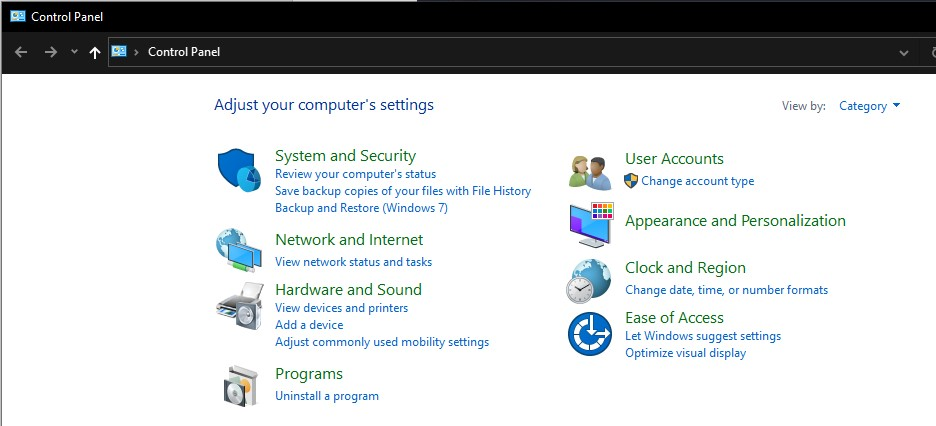 Control Panel
Control Panel
Adjust your computer's settings
View by: Category
System and Security
Review your computer's status
Save backup copies of your files with File History
Backup and Restore (Windows 7)
Network and Internet
View network status and tasks
Hardware and Sound
View devices and printers
Add a device
Adjust commonly used mobility settings
Programs
Uninstall a program
User Accounts
Change account type
Appearance and Personalization
Clock and Region
Change date, time, or number formats
Ease of Access
Let Windows suggest settings
Optimize visual display